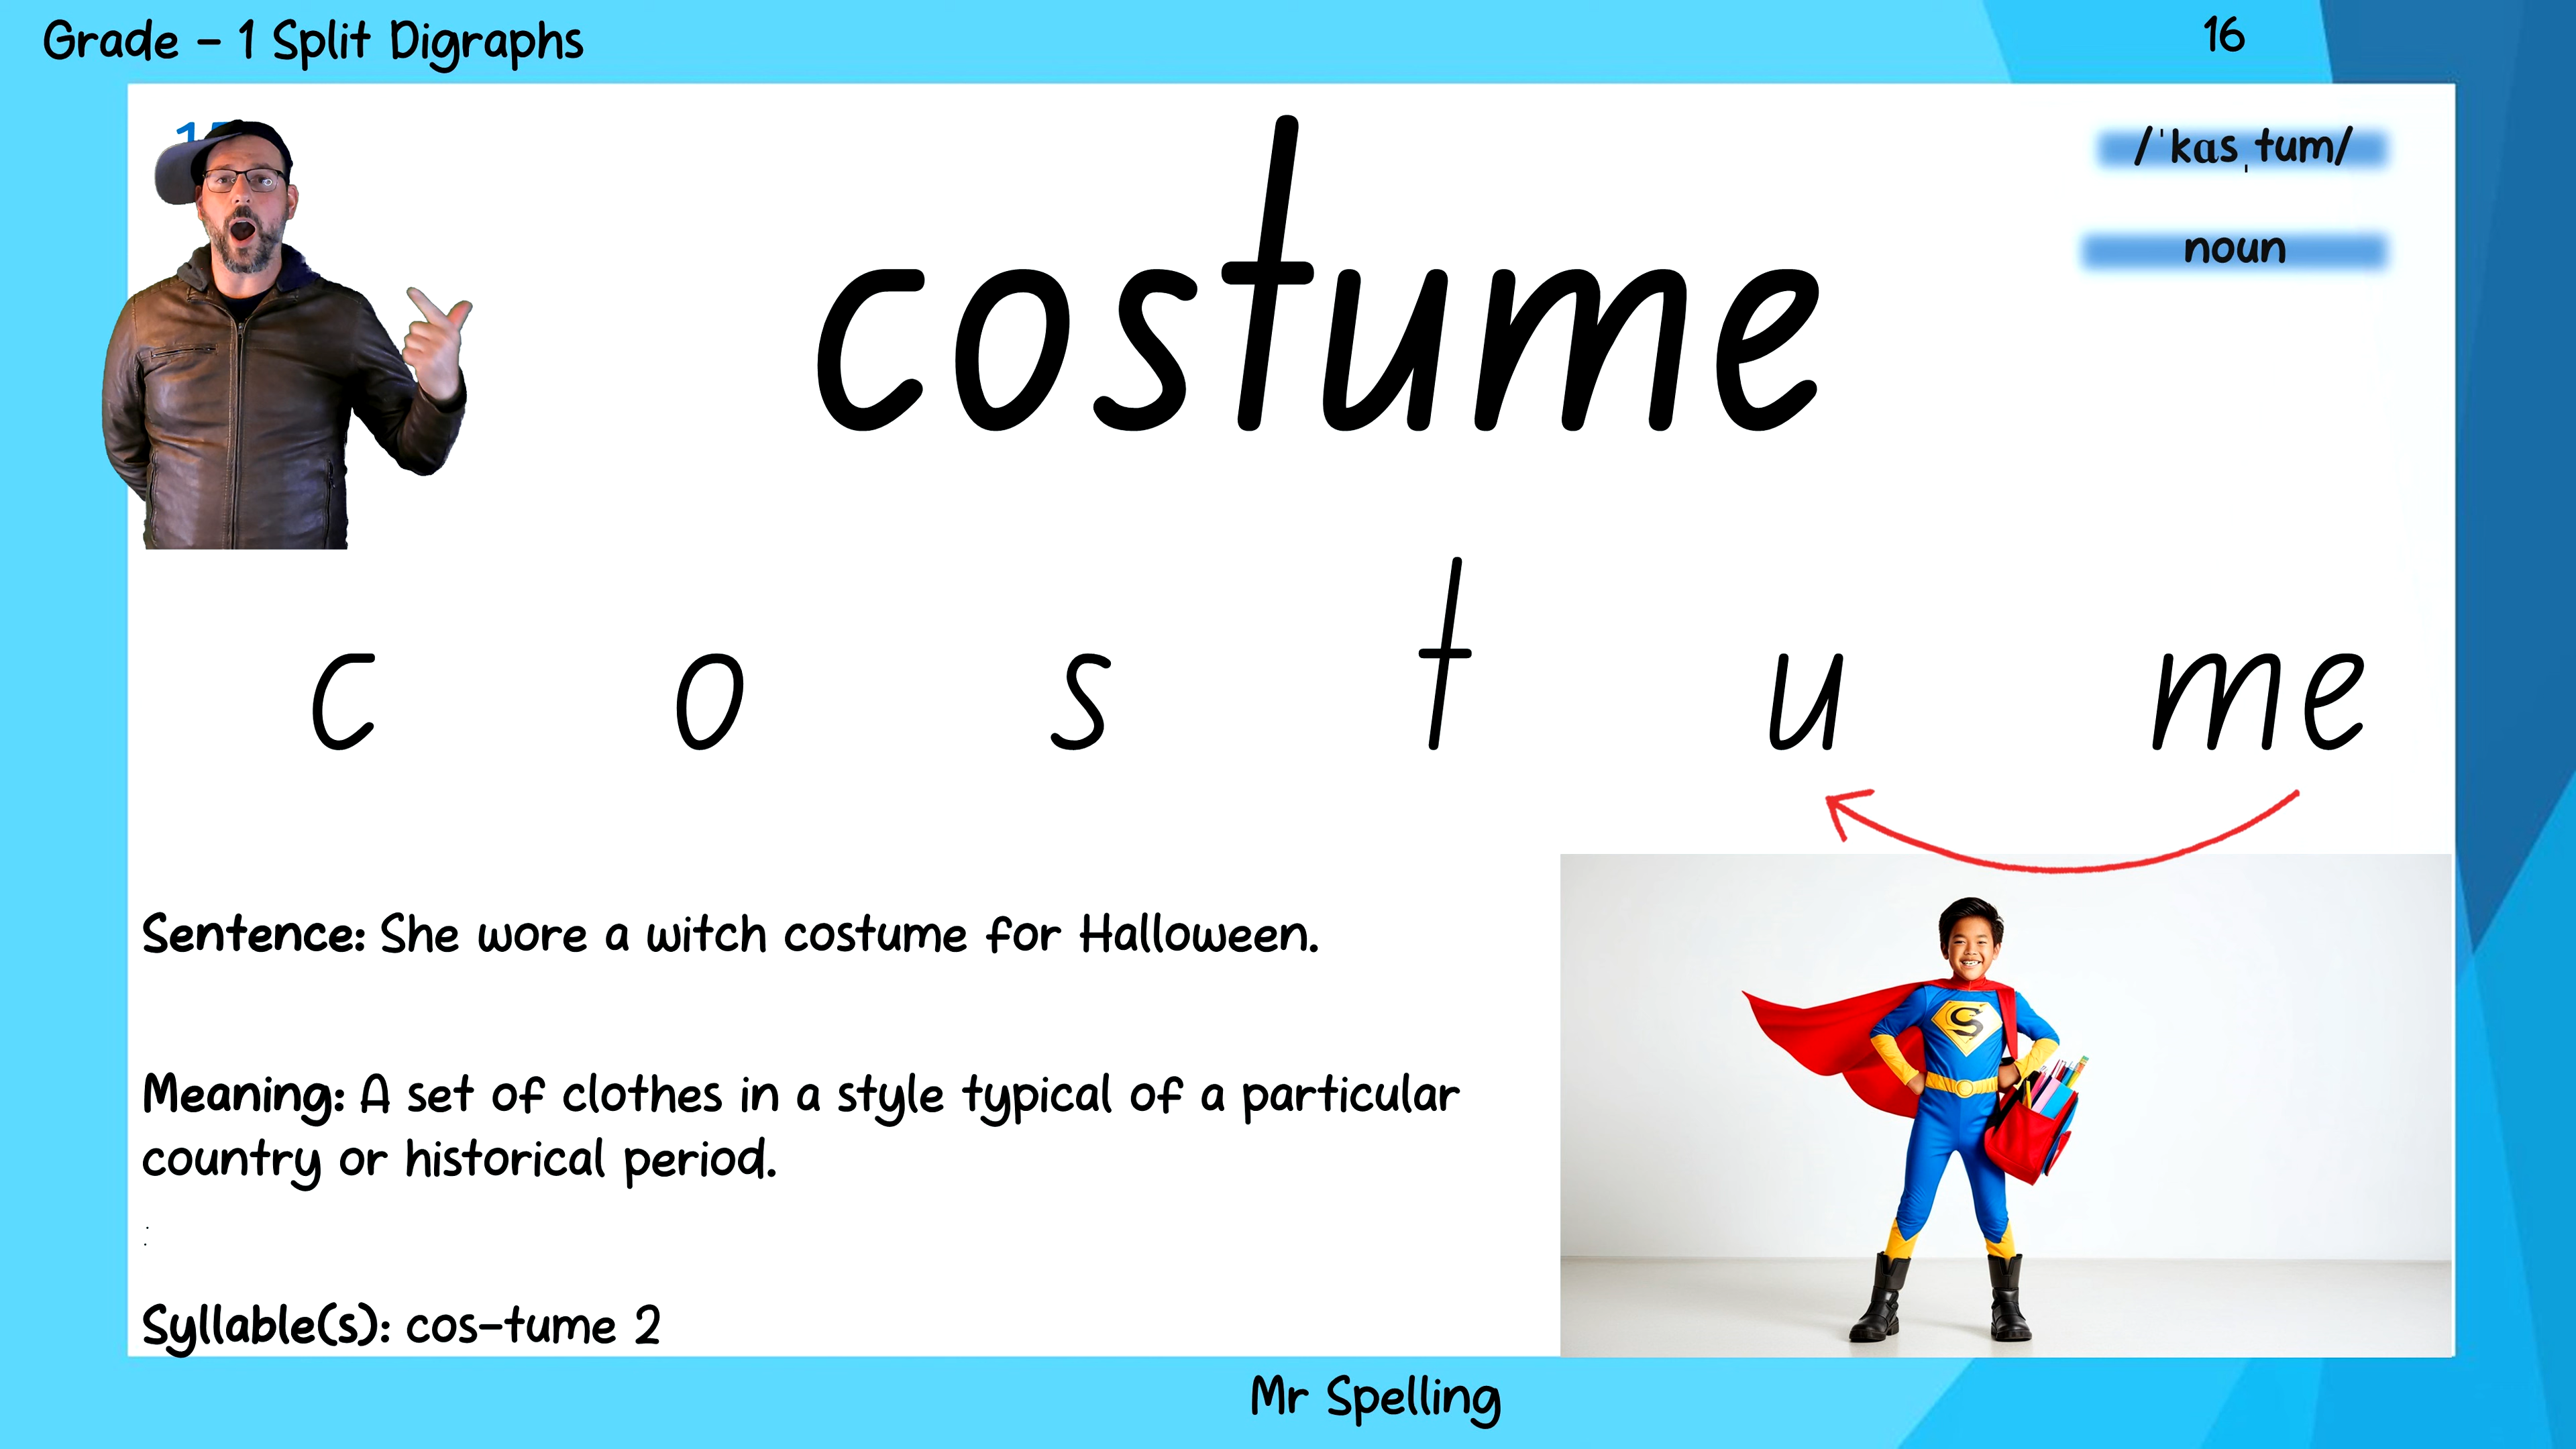 Grade - 1 Split Digraphs
16
costume
/ˈkɑsˌtum/
noun
c o s t u me
Sentence: She wore a witch costume for Halloween.
Meaning: A set of clothes in a style typical of a particular
country or historical period.
Syllable(s): cos-tume 2
S
Mr Spelling